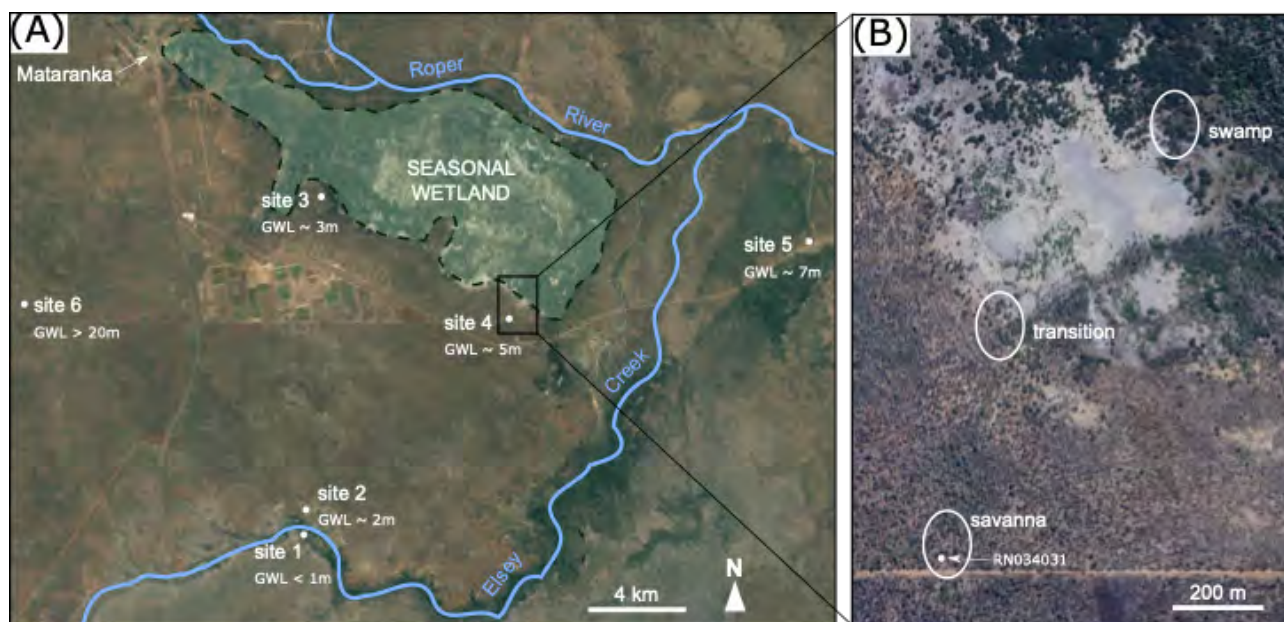 (A)
Mataranka
Roper
River
SEASONAL
WETLAND
site 3
GWL ~ 3m
site 5
GWL ~ 7m
site 6
GWL > 20m
site 4
GWL ~ 5m
Creek
site 2
GWL ~ 2m
site 1
GWL < 1m
Elsey
4 km
N
(B)
swamp
transition
savanna
RN034031
200 m